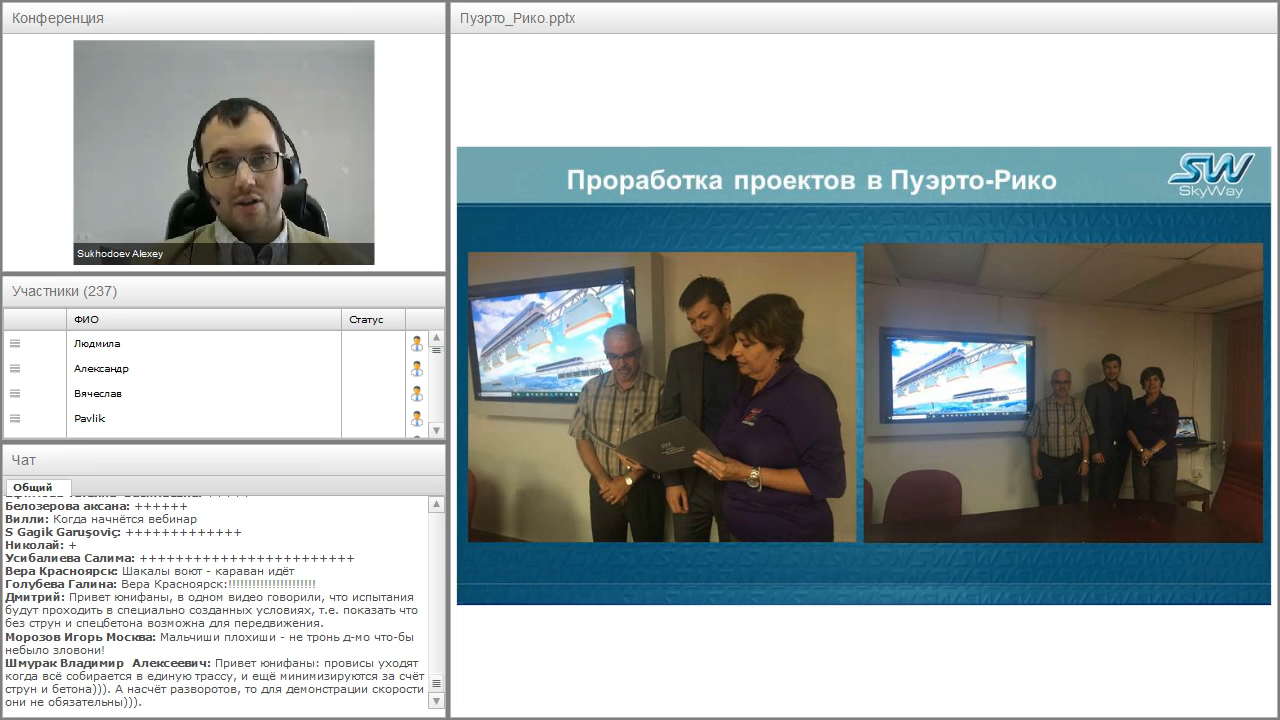 Конференция
Sukhodoev Alexey
Участники (237)
ФИО Статус
Людмила
Александр
Вячеслав
Pavlik
Чат
Общий
Белозерова аксана: ++++++
Вилли: Когда начнётся вебинар
S Gagik Garuşoviç: +++++++++++++
Николай: +
Усибалиева Салима: ++++++++++++++++++++++++
Вера Красноярск: Шакалы воют - караван идёт
Голубева Галина: Вера Красноярск:!!!!!!!!!!!!!!!!!!!!!!
Дмитрий: Привет юнифаны, в одном видео говорили, что испытания
будут проходить в специально созданных условиях, т.е. показать что
без струн и спецбетона возможна для передвижения.
Морозов Игорь Москва: Мальчиши плохиши - не тронь д-мо что-бы
небыло зловони!
Шмурак Владимир Алексеевич: Привет юнифаны: провисы уходят
когда всё собирается в единую трассу, и ещё минимизируются за счёт
струн и бетона))). А насчёт разворотов, то для демонстрации скорости
они не обязательны))).
Пуэрто_Рико.pptx
Проработка проектов в Пуэрто-Рико
SW
SkyWay